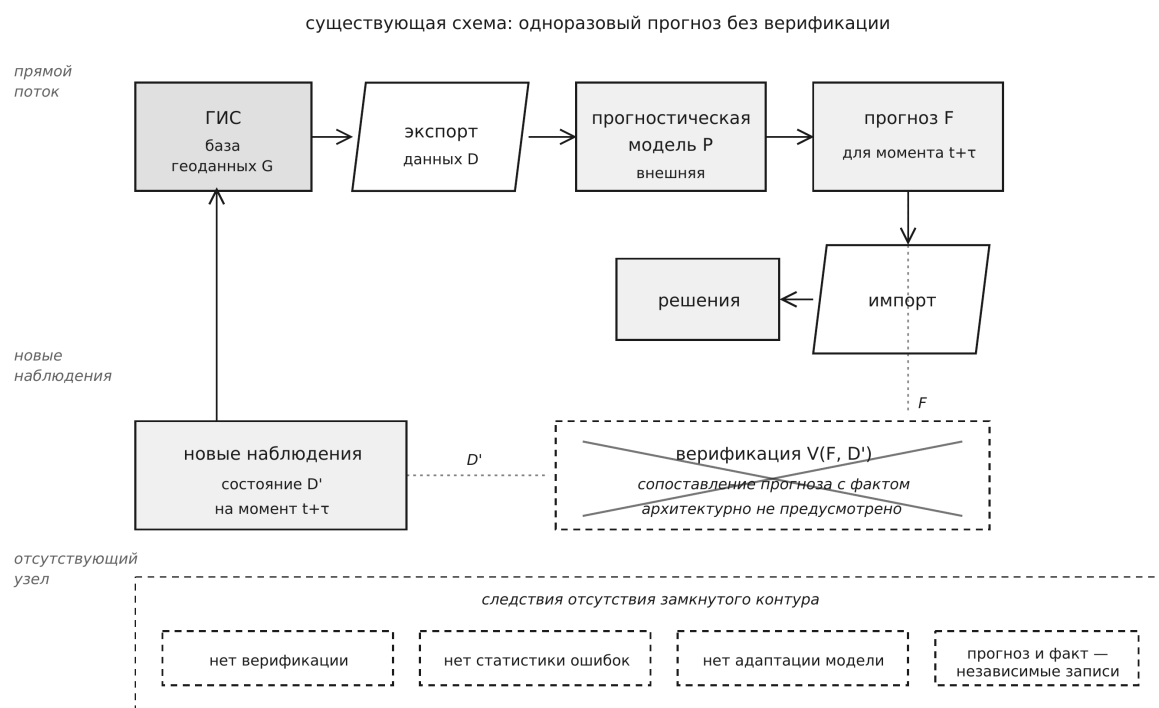 существующая схема: одноразовый прогноз без верификации
прямой
поток
ГИС
база
геоданных G
экспорт
данных D
прогностическая
модель P
внешняя
прогноз F
для момента t+τ
решения
импорт
новые
наблюдения
F
новые наблюдения
состояние D'
на момент t+τ
D'
верификация V(F, D')
сопоставление прогноза с фактом
архитектурно не предусмотрено
отсутствующий
узел
следствия отсутствия замкнутого контура
нет верификации
нет статистики ошибок
нет адаптации модели
прогноз и факт —
независимые записи